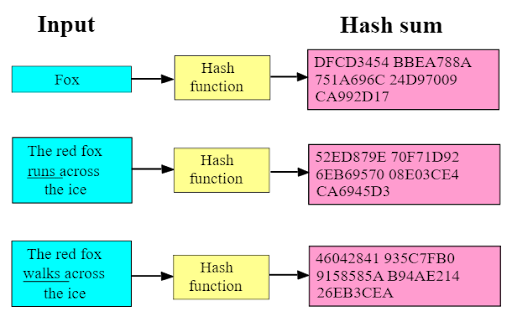 Input
Hash sum
Fox
Hash
function
DFCD3454 BBEA788A
751A696C 24D97009
CA992D17
The red fox
runs across
the ice
Hash
function
52ED879E 70F71D92
6EB69570 08E03CE4
CA6945D3
The red fox
walks across
the ice
Hash
function
46042841 935C7FB0
9158585A B94AE214
26EB3CEA